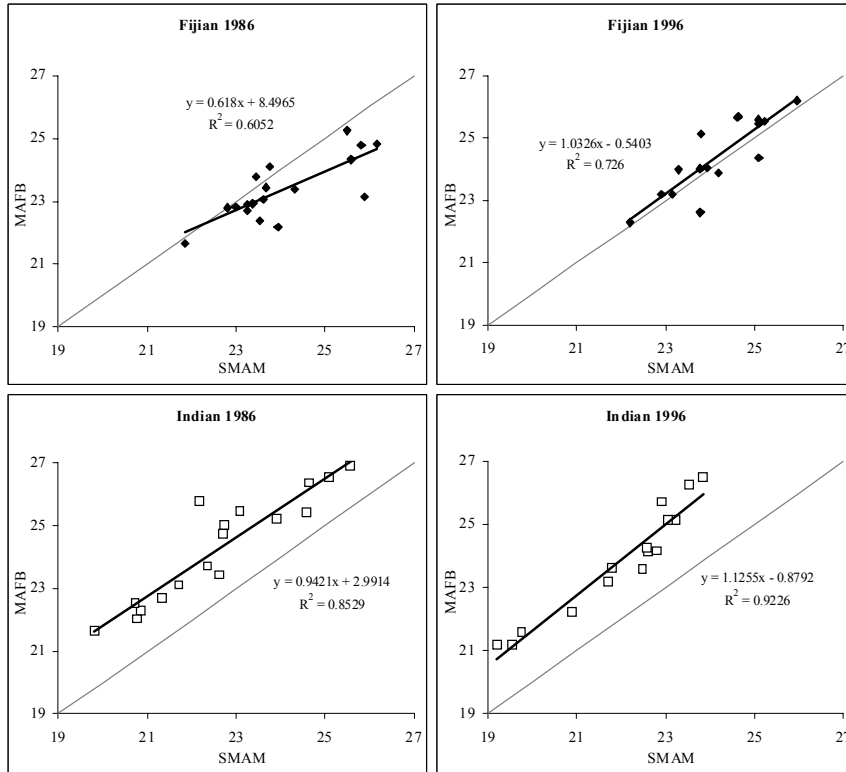 Fijian 1986
27
25
23
21
19
MAFB
y = 0.618x + 8.4965
R² = 0.6052
19 21 23 25 27
SMAM
Fijian 1996
27
25
23
21
19
MAFB
y = 1.0326x - 0.5403
R² = 0.726
19 21 23 25 27
SMAM
Indian 1986
27
25
23
21
19
MAFB
y = 0.9421x + 2.9914
R² = 0.8529
19 21 23 25 27
SMAM
Indian 1996
27
25
23
21
19
MAFB
y = 1.1255x - 0.8792
R² = 0.9226
19 21 23 25 27
SMAM